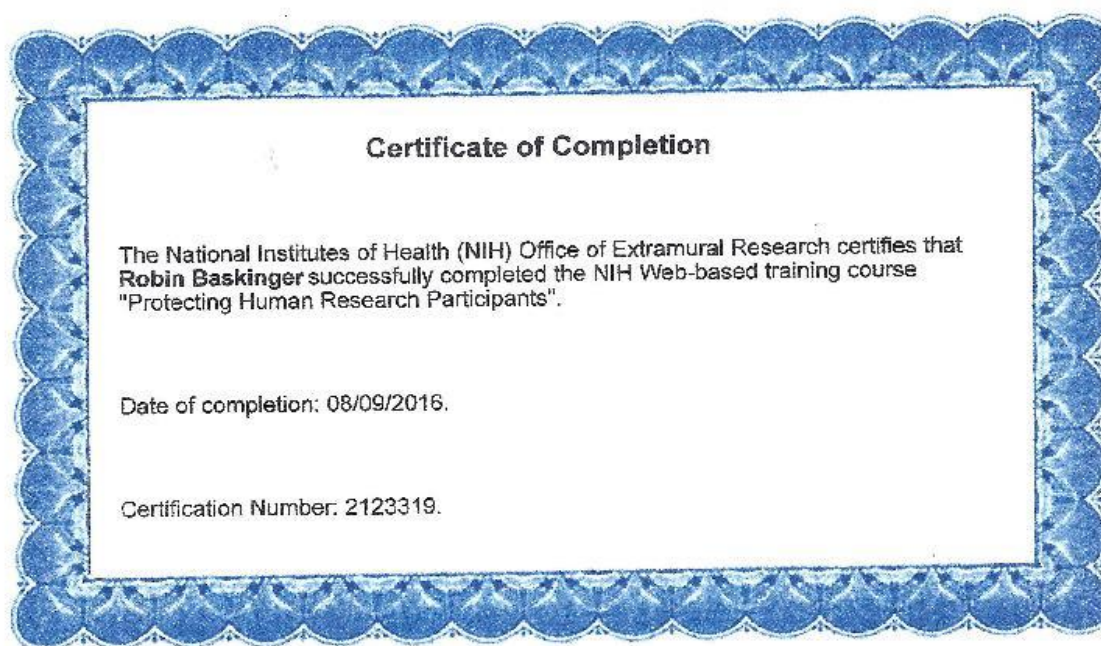 Certificate of Completion
The National Institutes of Health (NIH) Office of Extramural Research certifies that
Robin Baskinger successfully completed the NIH Web-based training course
"Protecting Human Research Participants".
Date of completion: 08/09/2016.
Certification Number: 2123319.